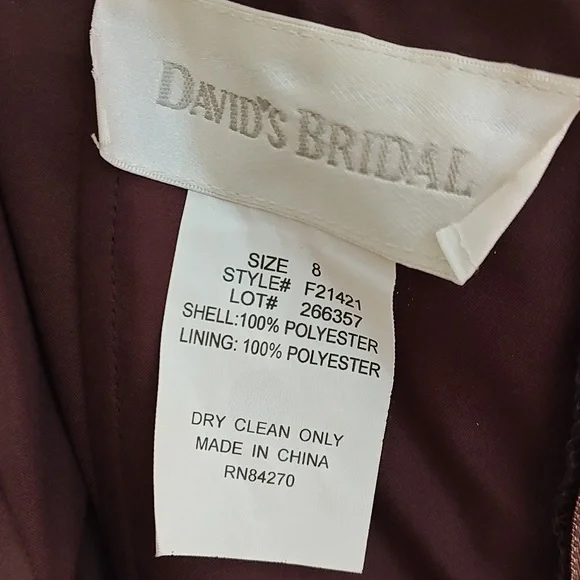 DAVID'S BRIDAL
SIZE 8
STYLE# F21421
LOT# 266357
SHELL:100% POLYESTER
LINING: 100% POLYESTER
DRY CLEAN ONLY
MADE IN CHINA
RN84270